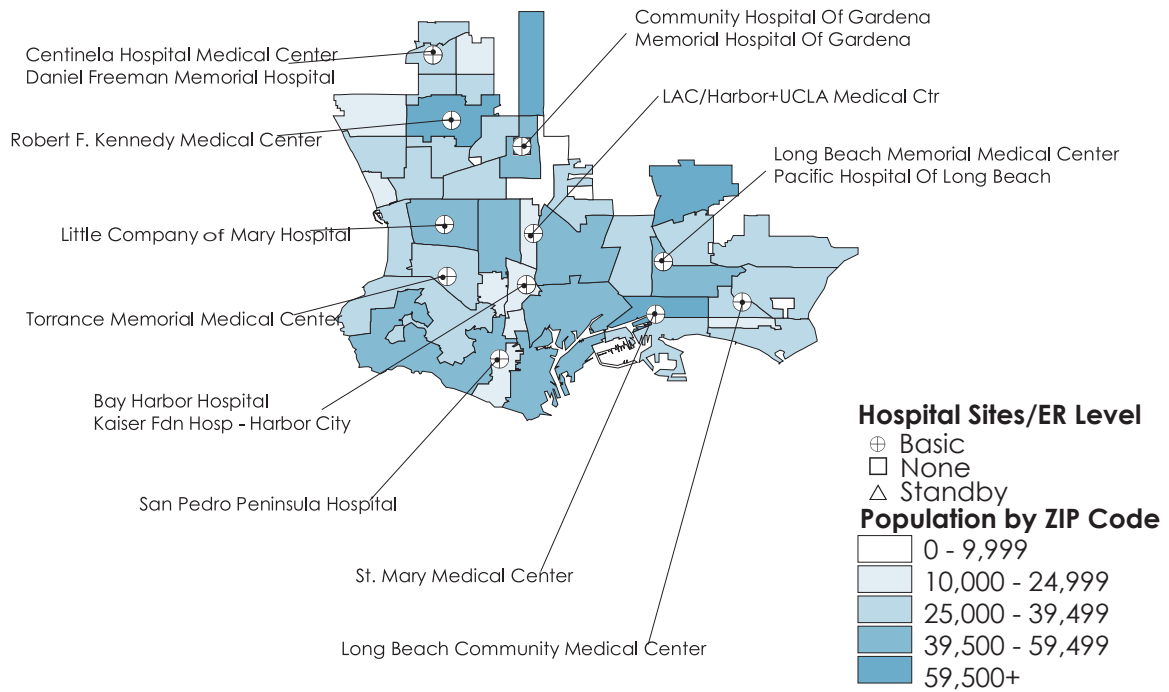 Community Hospital Of Gardena
Memorial Hospital Of Gardena
Centinela Hospital Medical Center
Daniel Freeman Memorial Hospital
LAC/Harbor+UCLA Medical Ctr
Robert F. Kennedy Medical Center
Long Beach Memorial Medical Center
Pacific Hospital Of Long Beach
Little Company of Mary Hospital
Torrance Memorial Medical Center
Bay Harbor Hospital
Kaiser Fdn Hosp - Harbor City
San Pedro Peninsula Hospital
St. Mary Medical Center
Long Beach Community Medical Center
Hospital Sites/ER Level
Basic
None
Standby
Population by ZIP Code
0 - 9,999
10,000 - 24,999
25,000 - 39,499
39,500 - 59,499
59,500+